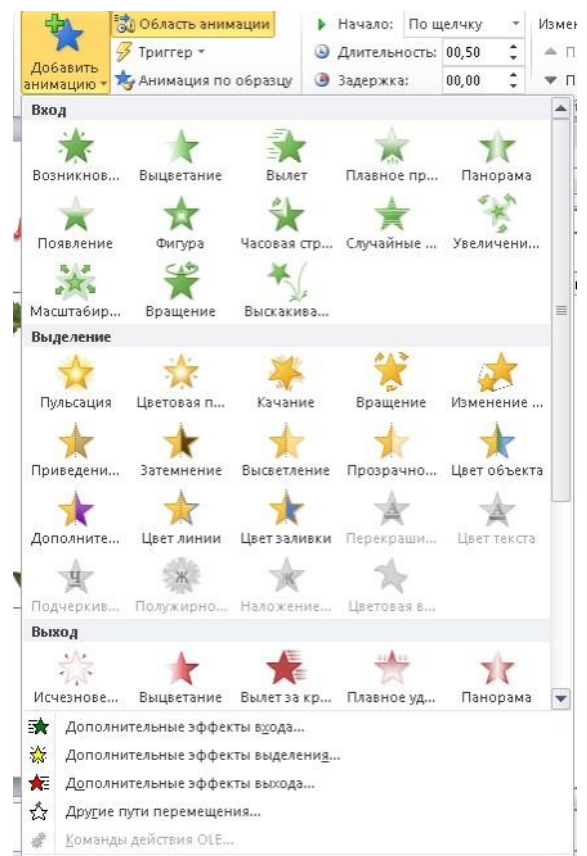 Добавить анимацию
Область анимации
Триггер
Анимация по образцу
Начало: По щелчку
Длительность: 00,50
Задержка: 00,00
Измен
П
П
Вход
Возникнов... Выцветание Вылет Плавное пр... Панорама
Появление Фигура Часовая стр... Случайные ... Увеличени...
Масштабир... Вращение Выскакива...
Выделение
Пульсация Цветовая п... Качание Вращение Изменение ...
Приведени... Затемнение Высветление Прозрачно... Цвет объекта
Дополните... Цвет линии Цвет заливки Перекраши... Цвет текста
Подчеркив... Полужирно... Наложение... Цветовая в...
Выход
Исчезнове... Выцветание Вылет за кр... Плавное уд... Панорама
Дополнительные эффекты входа...
Дополнительные эффекты выделения...
Дополнительные эффекты выхода...
Другие пути перемещения...
Команды действия OLE...